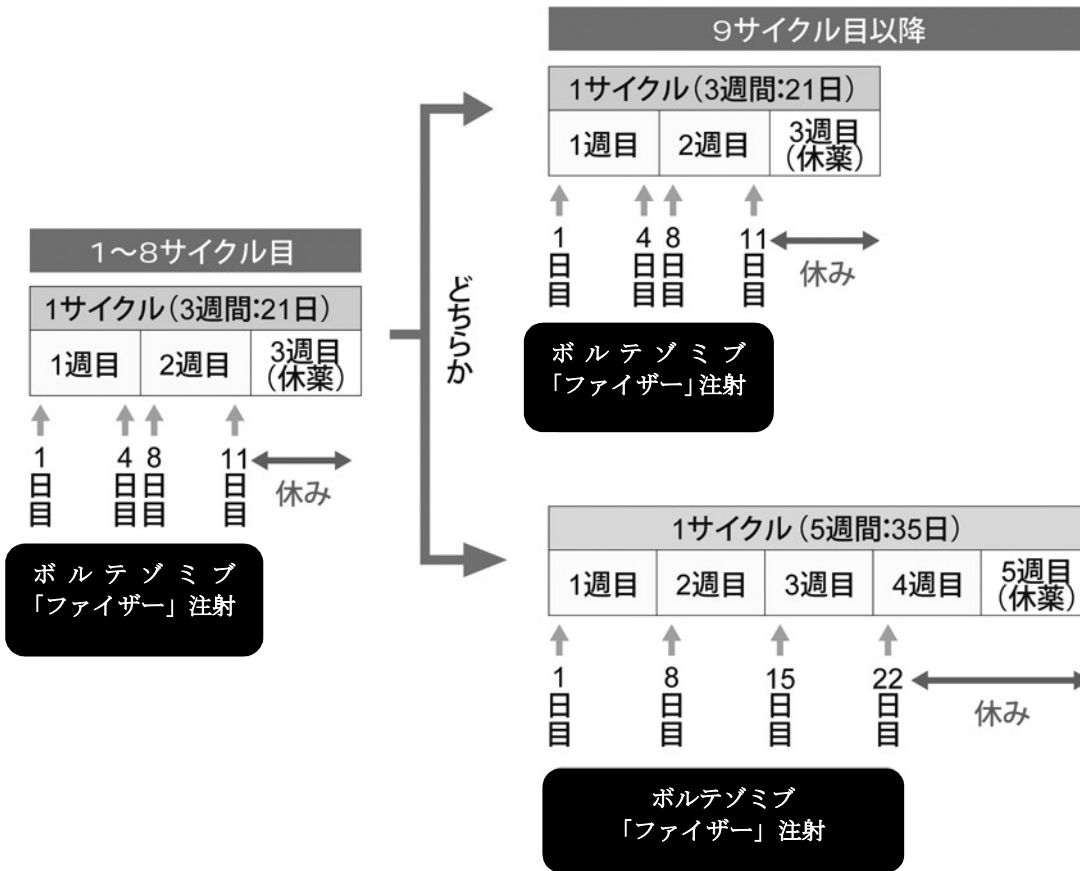 1～8サイクル目
1サイクル(3週間:21日)
1週目
2週目
3週目
(休薬)
1日目
4日目
8日目
11日目
休み
ボルテゾミブ
「ファイザー」注射
どちらか
9サイクル目以降
1サイクル(3週間:21日)
1週目
2週目
3週目
(休薬)
1日目
4日目
8日目
11日目
休み
ボルテゾミブ
「ファイザー」注射
1サイクル(5週間:35日)
1週目
2週目
3週目
4週目
5週目
(休薬)
1日目
8日目
15日目
22日目
休み
ボルテゾミブ
「ファイザー」注射